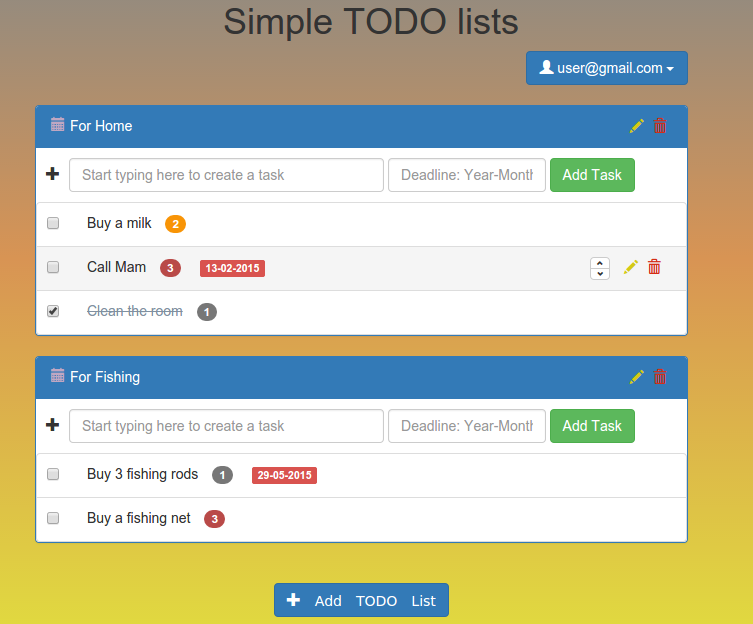 Simple TODO lists
user@gmail.com
For Home
Start typing here to create a task Deadline: Year-Month Add Task
Buy a milk 2
Call Mam 3 13-02-2015
Clean the room 1
For Fishing
Start typing here to create a task Deadline: Year-Month Add Task
Buy 3 fishing rods 1 29-05-2015
Buy a fishing net 3
Add TODO List